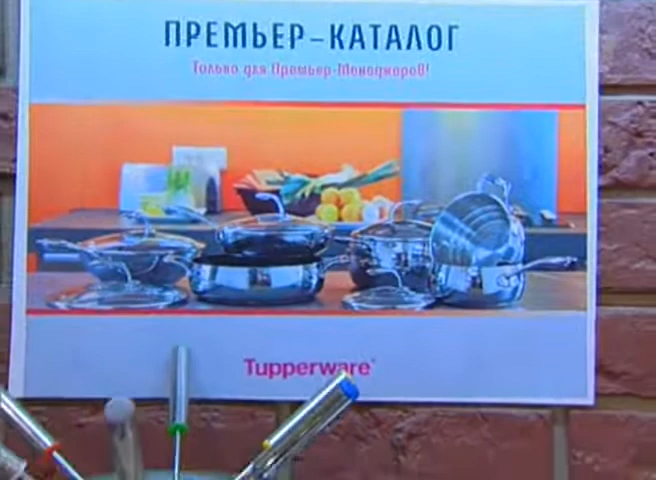 ПРЕМЬЕР-КАТАЛОГ
Только для Премьер-Менеджеров!
Tupperware